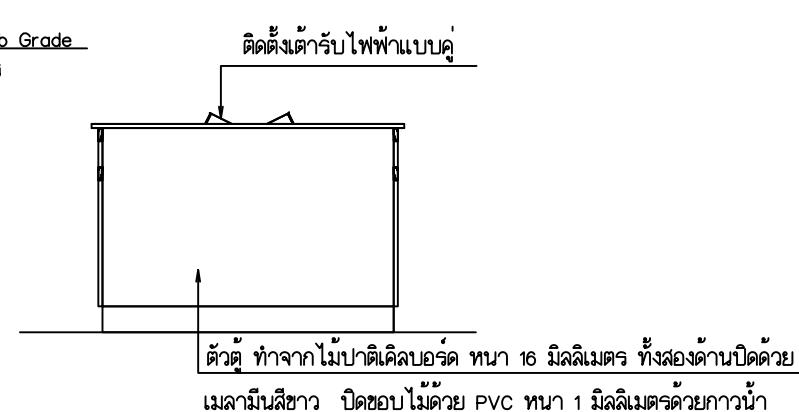 Grade
ติดตั้งเต้ารับไฟฟ้าแบบคู่
ตัวตู้ ทำจากไม้ปาติเคิลบอร์ด หนา 16 มิลลิเมตร ทั้งสองด้านปิดด้วย
เมลามีนสีขาว ปิดขอบไม้ด้วย PVC หนา 1 มิลลิเมตรด้วยกาวน้ำ